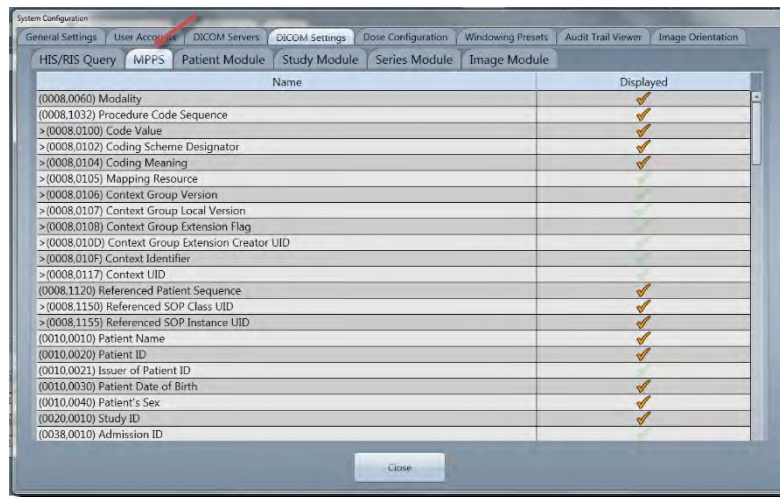 System Configuration
General Settings User Accounts DICOM Servers DICOM Settings Dose Configuration Windowing Presets Audit Trail Viewer Image Orientation
HIS/RIS Query MPPS Patient Module Study Module Series Module Image Module
Name Displayed
(0008,0060) Modality
(0008,1032) Procedure Code Sequence
>(0008,0100) Code Value
>(0008,0102) Coding Scheme Designator
>(0008,0104) Coding Meaning
>(0008,0105) Mapping Resource
>(0008,0106) Context Group Version
>(0008,0107) Context Group Local Version
>(0008,010B) Context Group Extension Flag
>(0008,010D) Context Group Extension Creator UID
>(0008,010F) Context Identifier
>(0008,0117) Context UID
(0008,1120) Referenced Patient Sequence
>(0008,1150) Referenced SOP Class UID
>(0008,1155) Referenced SOP Instance UID
(0010,0010) Patient Name
(0010,0020) Patient ID
(0010,0021) Issuer of Patient ID
(0010,0030) Patient Date of Birth
(0010,0040) Patient's Sex
(0020,0010) Study ID
(0038,0010) Admission ID
Close